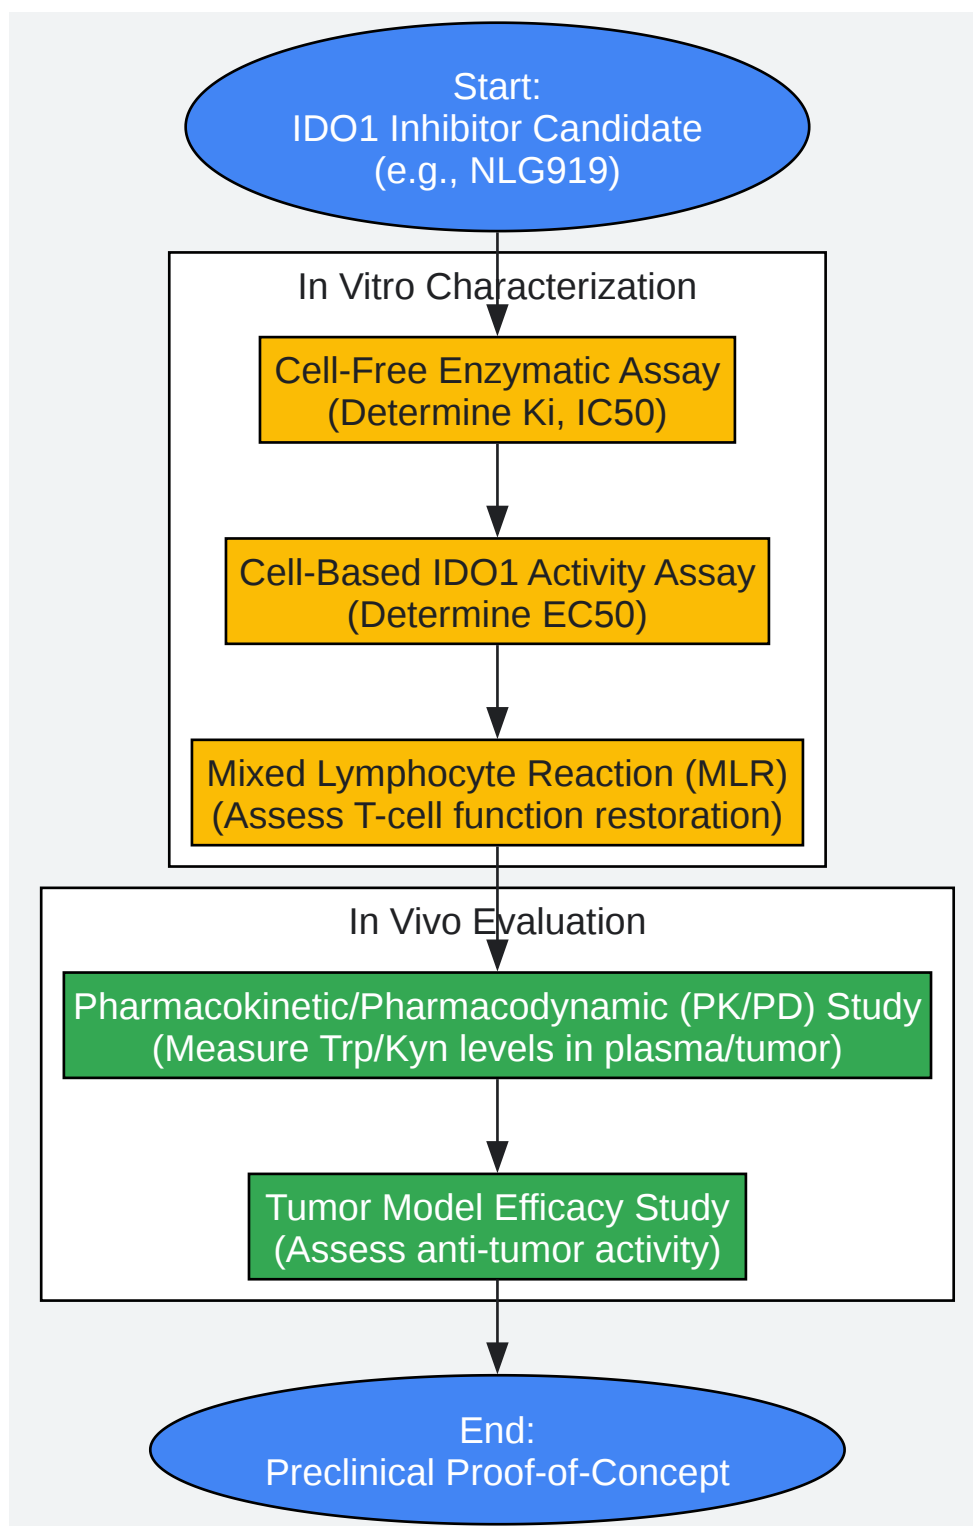 Start:
IDO1 Inhibitor Candidate
(e.g., NLG919)
In Vitro Characterization
Cell-Free Enzymatic Assay
(Determine Ki, IC50)
Cell-Based IDO1 Activity Assay
(Determine EC50)
Mixed Lymphocyte Reaction (MLR)
(Assess T-cell function restoration)
In Vivo Evaluation
Pharmacokinetic/Pharmacodynamic (PK/PD) Study
(Measure Trp/Kyn levels in plasma/tumor)
Tumor Model Efficacy Study
(Assess anti-tumor activity)
End:
Preclinical Proof-of-Concept